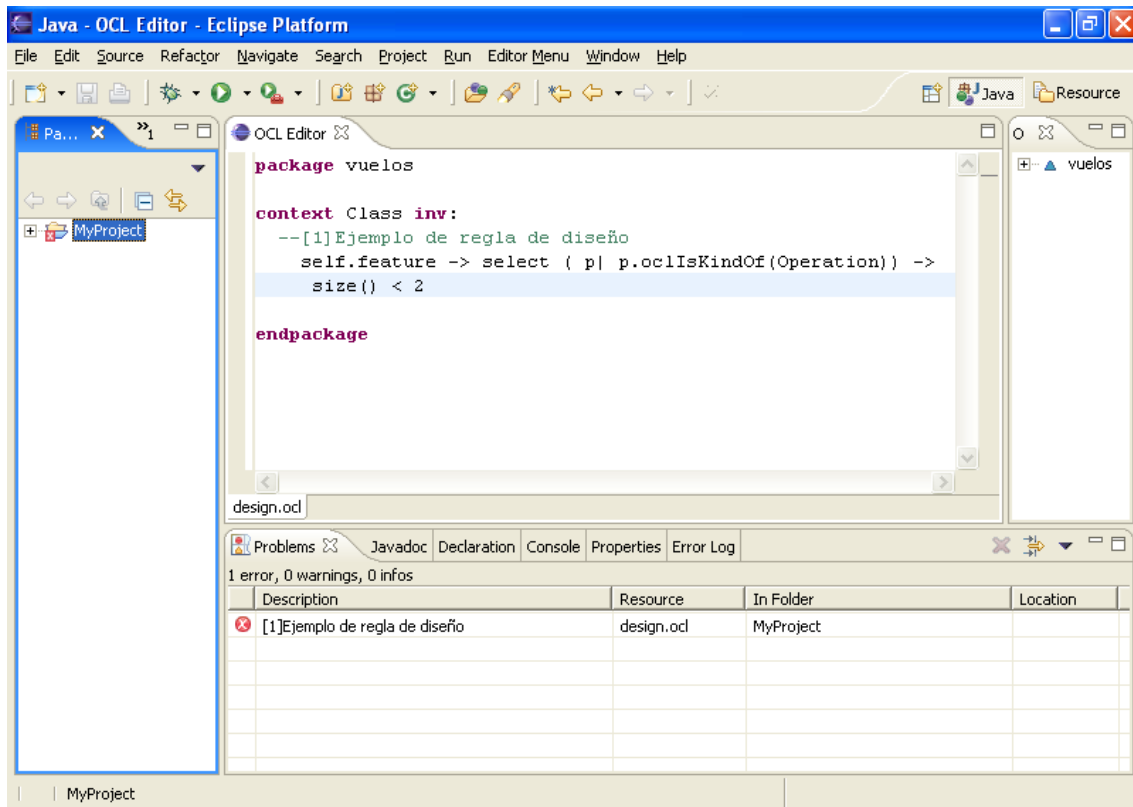 Java - OCL Editor - Eclipse Platform
File Edit Source Refactor Navigate Search Project Run Editor Menu Window Help
Java Resource
Pa... »1
OCL Editor
O
package vuelos
vuelos
context Class inv:
MyProject
--[1]Ejemplo de regla de diseño
self.feature -> select ( p| p.oclIsKindOf(Operation)) ->
size() < 2
endpackage
design.ocl
Problems Javadoc Declaration Console Properties Error Log
1 error, 0 warnings, 0 infos
Description Resource In Folder Location
[1]Ejemplo de regla de diseño design.ocl MyProject
MyProject